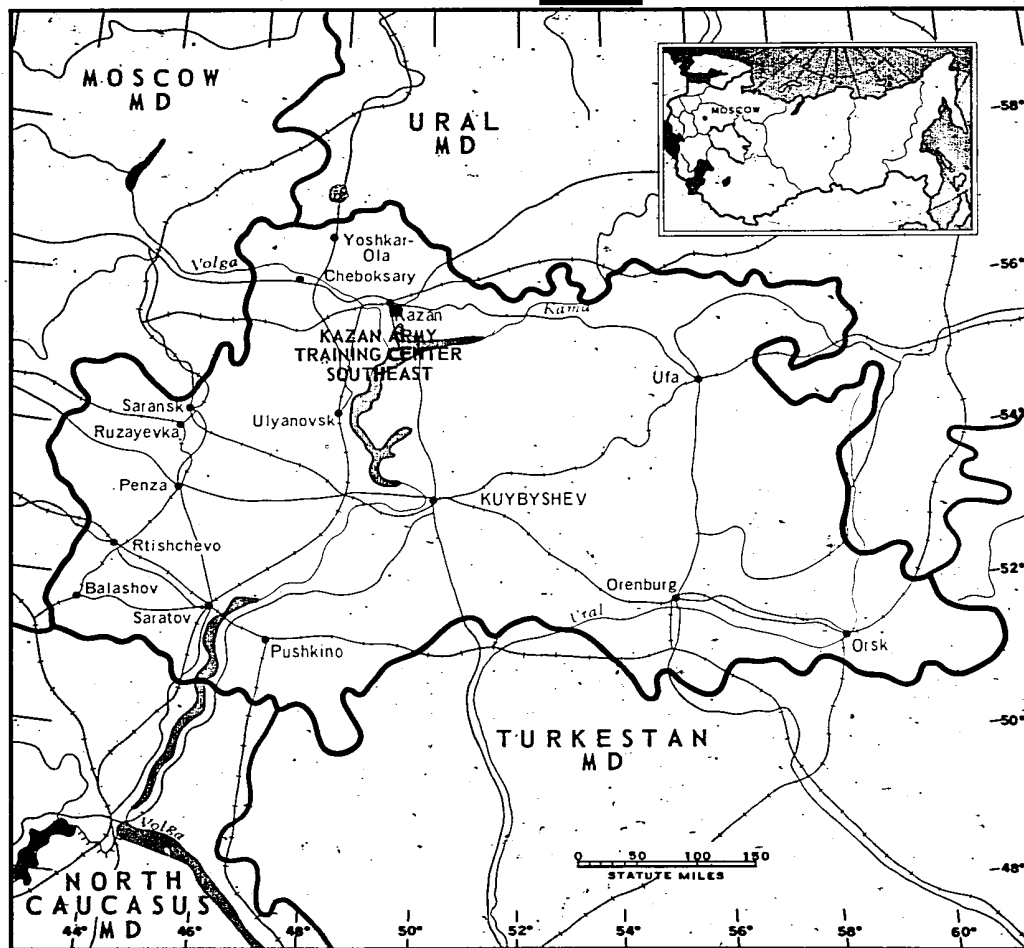 MOSCOW
MD
URAL
MD
MOSCOW
58°
Yoshkar-
Ola
Volga
Cheboksary
56°
Kazan
Kama
KAZAN ARMY
TRAINING CENTER
SOUTHEAST
Ufa
Saransk
Ruzayevka
Ulyanovsk
54°
Penza
KUYBYSHEV
Rtishchevo
52°
Balashov
Orenburg
Saratov
Ural
Pushkino
Orsk
50°
TURKESTAN
MD
Volga
0 50 100 150
STATUTE MILES
48°
NORTH
CAUCASUS
MD
44° 46° 48° 50° 52° 54° 56° 58° 60°